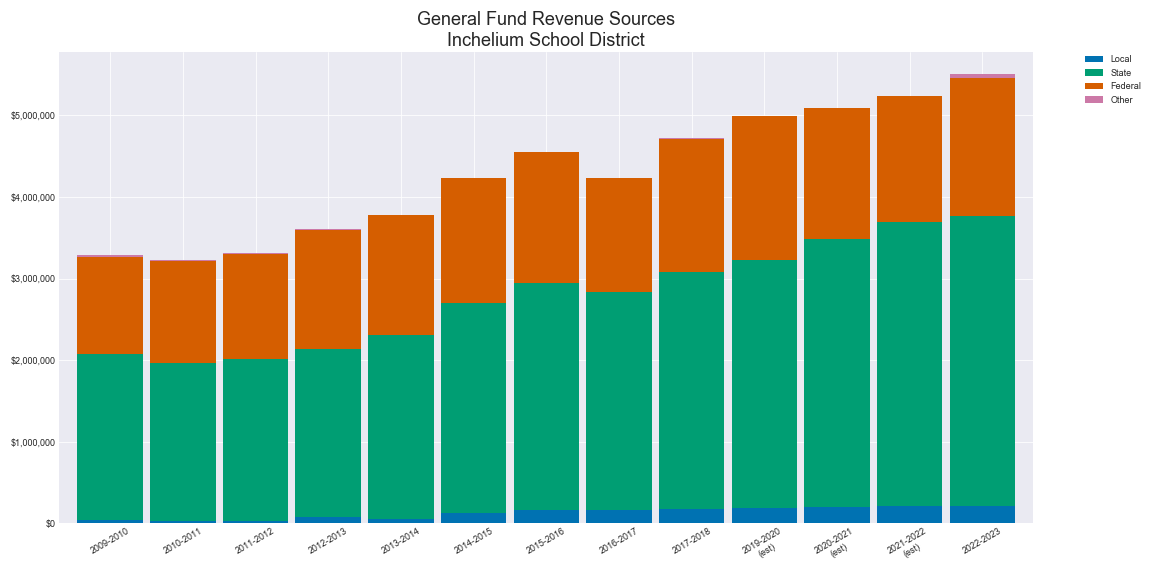 General Fund Revenue Sources
Inchelium School District
Local
State
Federal
Other
$5,000,000
$4,000,000
$3,000,000
$2,000,000
$1,000,000
$0
2009-2010
2010-2011
2011-2012
2012-2013
2013-2014
2014-2015
2015-2016
2016-2017
2017-2018
2019-2020
(est)
2020-2021
(est)
2021-2022
(est)
2022-2023